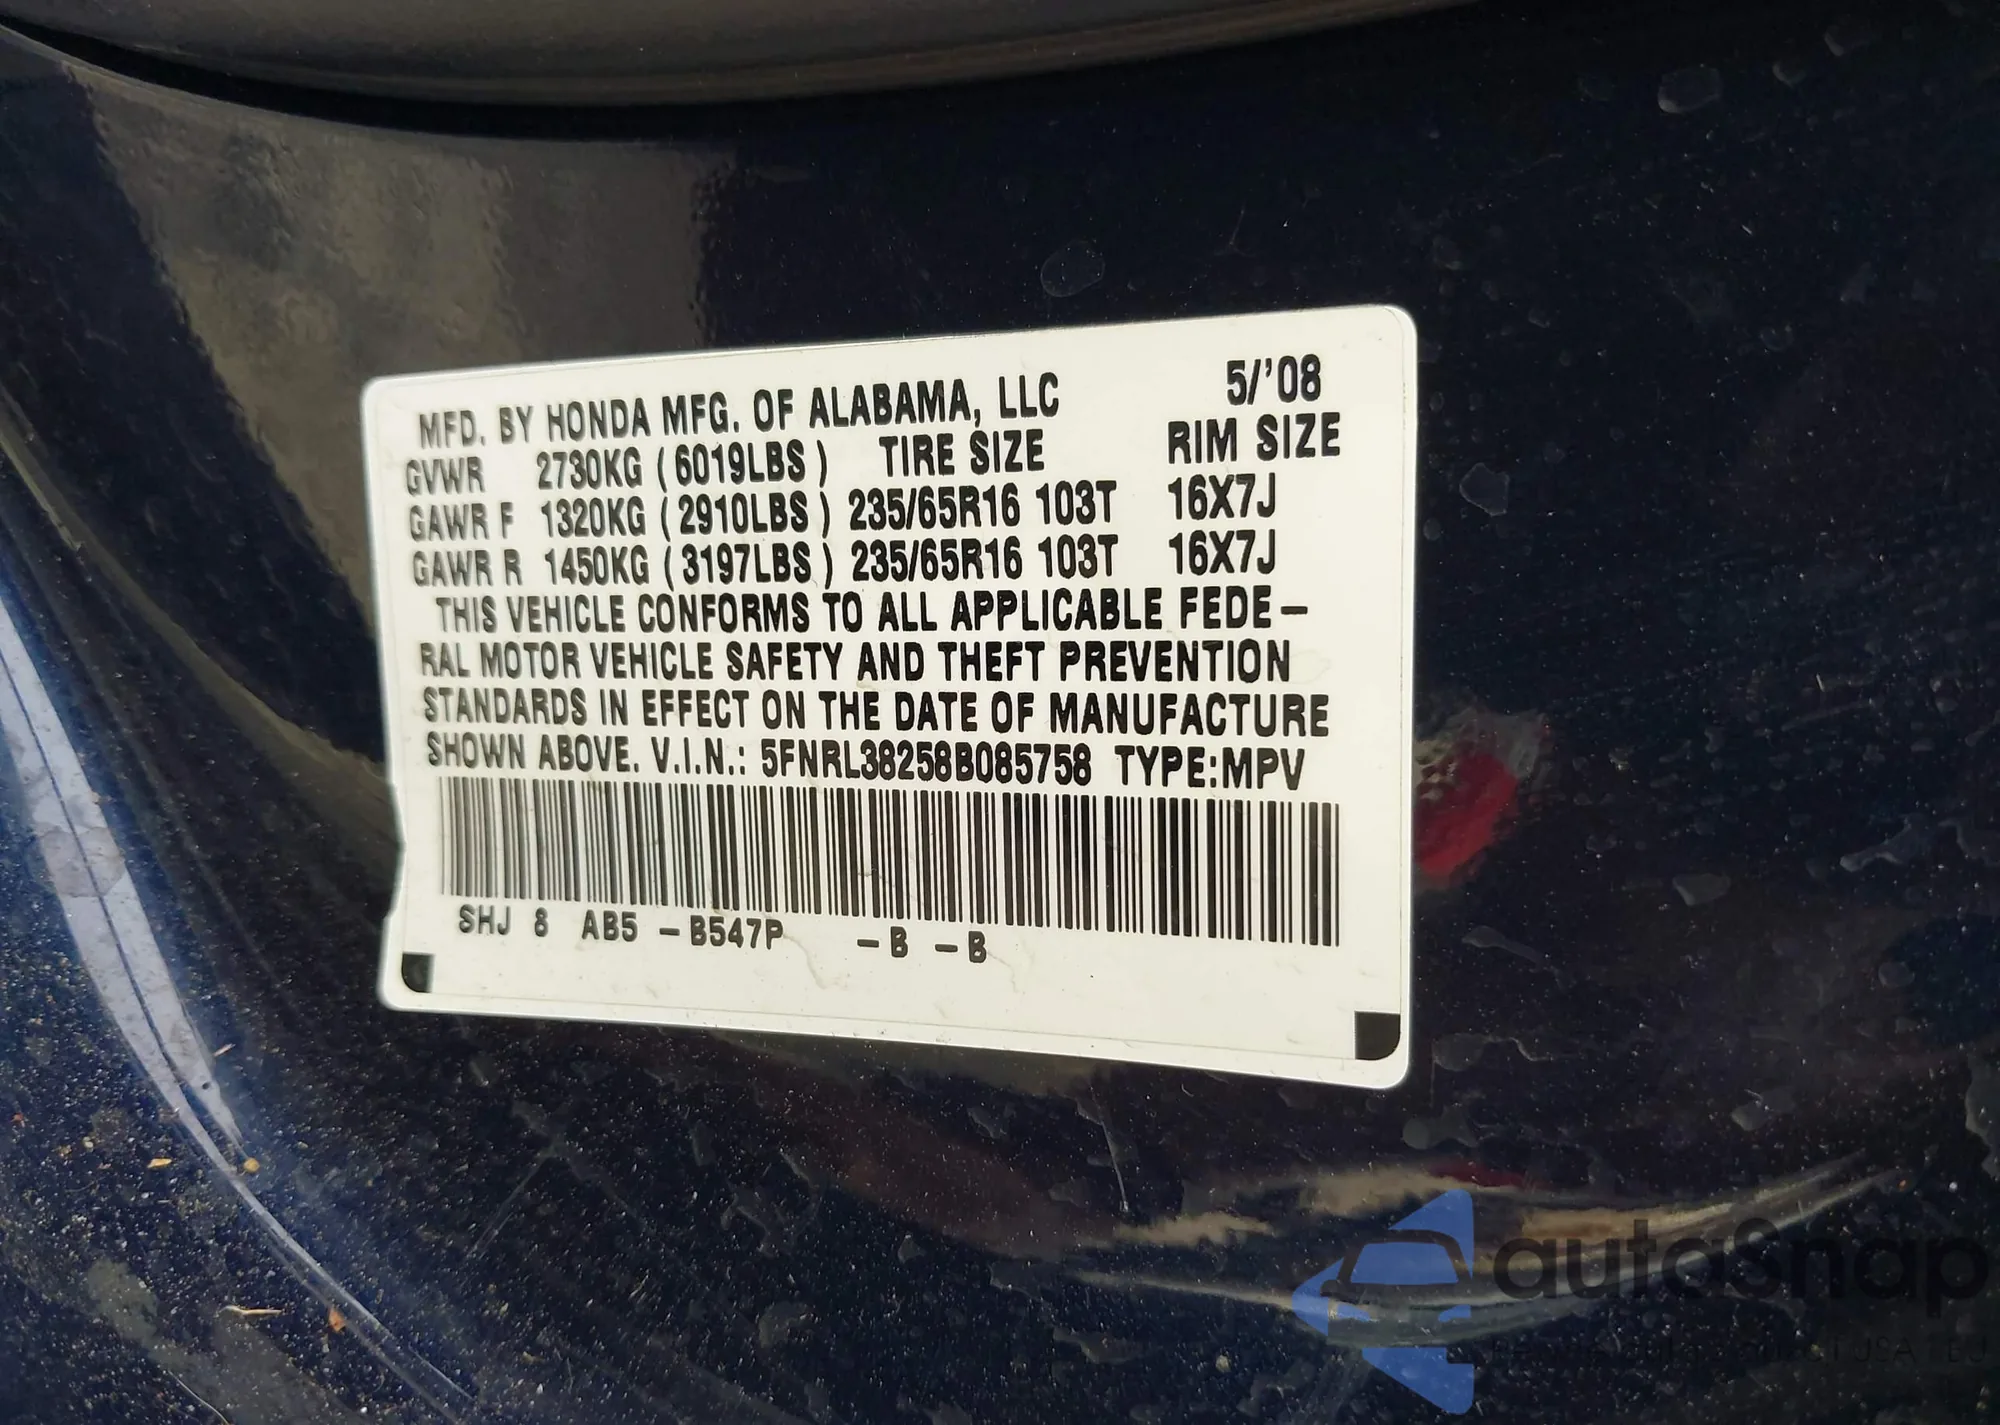 MFD. BY HONDA MFG. OF ALABAMA, LLC 5/'08
GVWR 2730KG (6019LBS) TIRE SIZE RIM SIZE
GAWR F 1320KG (2910LBS) 235/65R16 103T 16X7J
GAWR R 1450KG (3197LBS) 235/65R16 103T 16X7J
THIS VEHICLE CONFORMS TO ALL APPLICABLE FEDE-
RAL MOTOR VEHICLE SAFETY AND THEFT PREVENTION
STANDARDS IN EFFECT ON THE DATE OF MANUFACTURE
SHOWN ABOVE. V.I.N.: 5FNRL38258B085758 TYPE:MPV
SHJ 8 AB5 -B547P -B -B
autoSnap